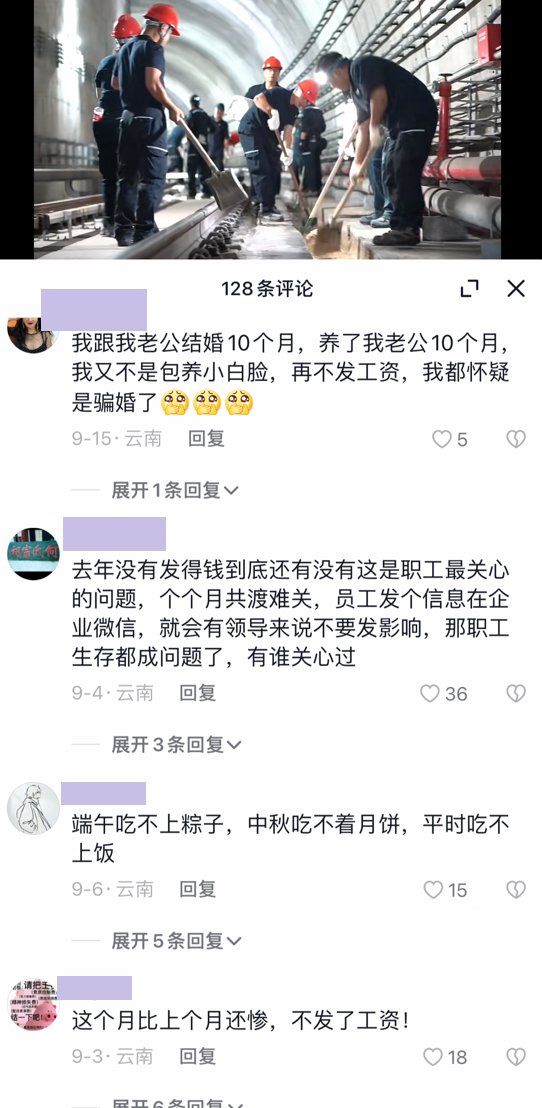 128条评论
我跟我老公结婚10个月，养了我老公10个月，
我又不是包养小白脸，再不发工资，我都怀疑
是骗婚了🥺🥺🥺
9-15·云南 回复 5
展开1条回复
去年没有发得钱到底还有没有这是职工最关心
的问题，个个月共渡难关，员工发个信息在企
业微信，就会有领导来说不要发影响，那职工
生存都成问题了，有谁关心过
9-4·云南 回复 36
展开3条回复
端午吃不上粽子，中秋吃不着月饼，平时吃不
上饭
9-6·云南 回复 15
展开5条回复
请把王
结一下吧！
这个月比上个月还惨，不发了工资！
9-3·云南 回复 18
展开6条回复